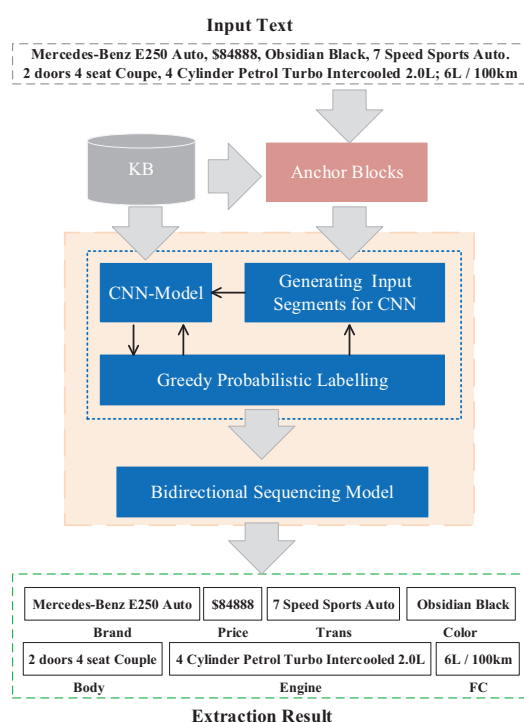 Input Text
Mercedes-Benz E250 Auto, $84888, Obsidian Black, 7 Speed Sports Auto.
2 doors 4 seat Coupe, 4 Cylinder Petrol Turbo Intercooled 2.0L; 6L / 100km
KB
Anchor Blocks
CNN-Model
Generating Input
Segments for CNN
Greedy Probabilistic Labelling
Bidirectional Sequencing Model
Mercedes-Benz E250 Auto $84888 7 Speed Sports Auto Obsidian Black
Brand Price Trans Color
2 doors 4 seat Couple 4 Cylinder Petrol Turbo Intercooled 2.0L 6L / 100km
Body Engine FC
Extraction Result